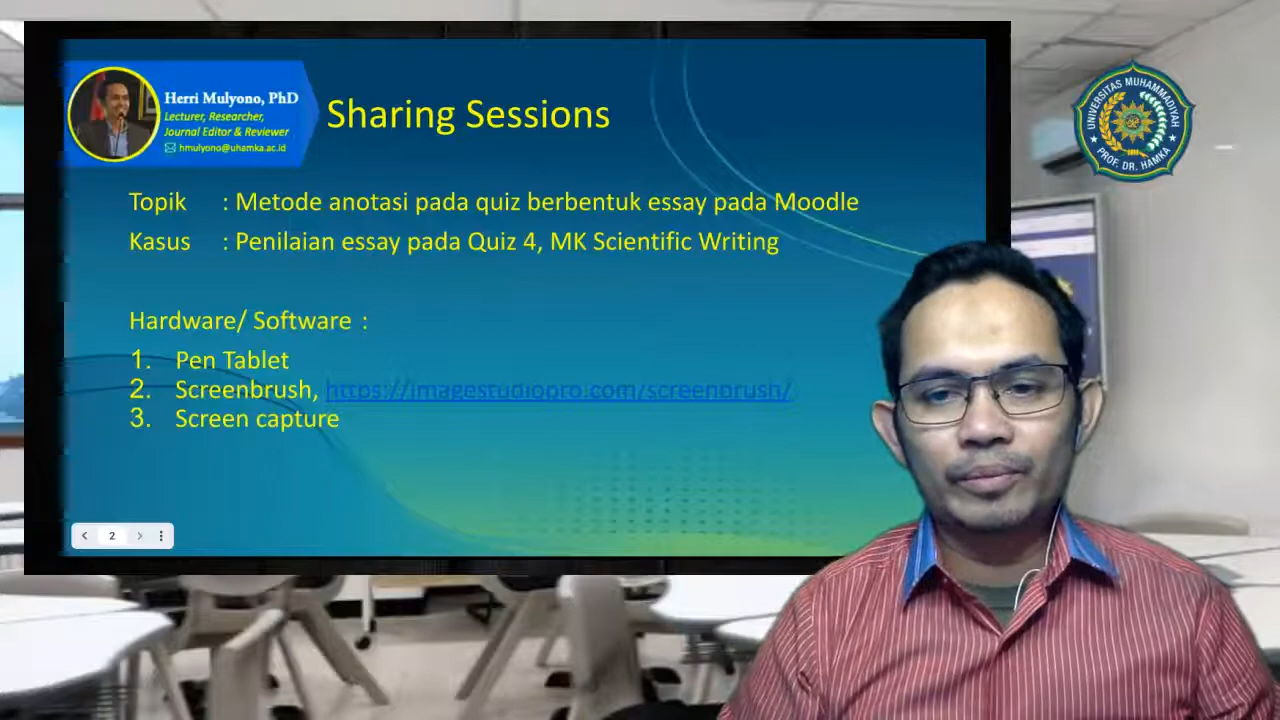 Herri Mulyono, PhD
Lecturer, Researcher,
Journal Editor & Reviewer
hmulyono@uhamka.ac.id
Sharing Sessions
Topik : Metode anotasi pada quiz berbentuk essay pada Moodle
Kasus : Penilaian essay pada Quiz 4, MK Scientific Writing
Hardware/ Software :
1. Pen Tablet
2. Screenbrush, https://imagestudiopro.com/screenbrush/
3. Screen capture
2
UNIVERSITAS MUHAMMADIYAH
PROF. DR. HAMKA